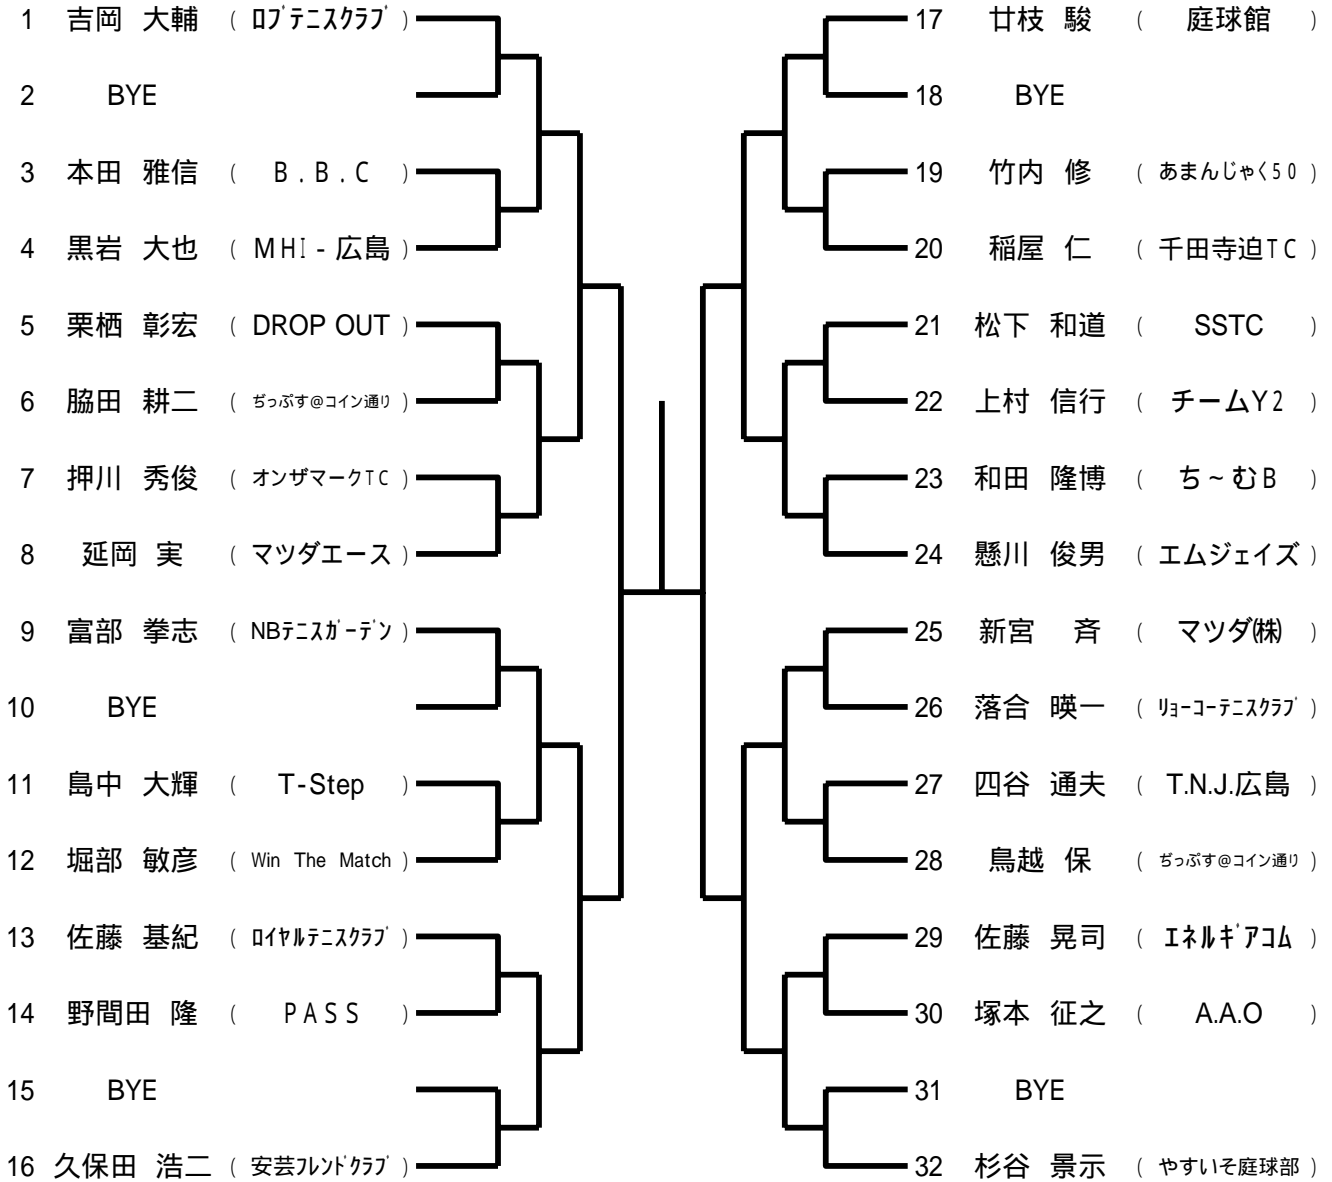 1 吉岡 大輔 ( ﾛﾌﾞﾃﾆｽｸﾗﾌﾞ )
2 BYE
3 本田 雅信 ( B.B.C )
4 黒岩 大也 ( MHI-広島 )
5 栗栖 彰宏 ( DROP OUT )
6 脇田 耕二 ( ぢっぷす@コイン通り )
7 押川 秀俊 ( オンザマークTC )
8 延岡 実 ( マツダエース )
9 富部 拳志 ( NBﾃﾆｽｶﾞｰﾃﾞﾝ )
10 BYE
11 島中 大輝 ( T-Step )
12 堀部 敏彦 ( Win The Match )
13 佐藤 基紀 ( ﾛｲﾔﾙﾃﾆｽｸﾗﾌﾞ )
14 野間田 隆 ( PASS )
15 BYE
16 久保田 浩二 ( 安芸ﾌﾚﾝﾄﾞｸﾗﾌﾞ )
17 廿枝 駿 ( 庭球館 )
18 BYE
19 竹内 修 ( あまんじゃく50 )
20 稲屋 仁 ( 千田寺迫TC )
21 松下 和道 ( SSTC )
22 上村 信行 ( チームY2 )
23 和田 隆博 ( ち~むB )
24 懸川 俊男 ( エムジェイズ )
25 新宮 斉 ( マツダ㈱ )
26 落合 暎一 ( ﾘｮｰｺｰﾃﾆｽｸﾗﾌﾞ )
27 四谷 通夫 ( T.N.J.広島 )
28 鳥越 保 ( ぢっぷす@コイン通り )
29 佐藤 晃司 ( ｴﾈﾙｷﾞｱｺﾑ )
30 塚本 征之 ( A.A.O )
31 BYE
32 杉谷 景示 ( やすいそ庭球部 )